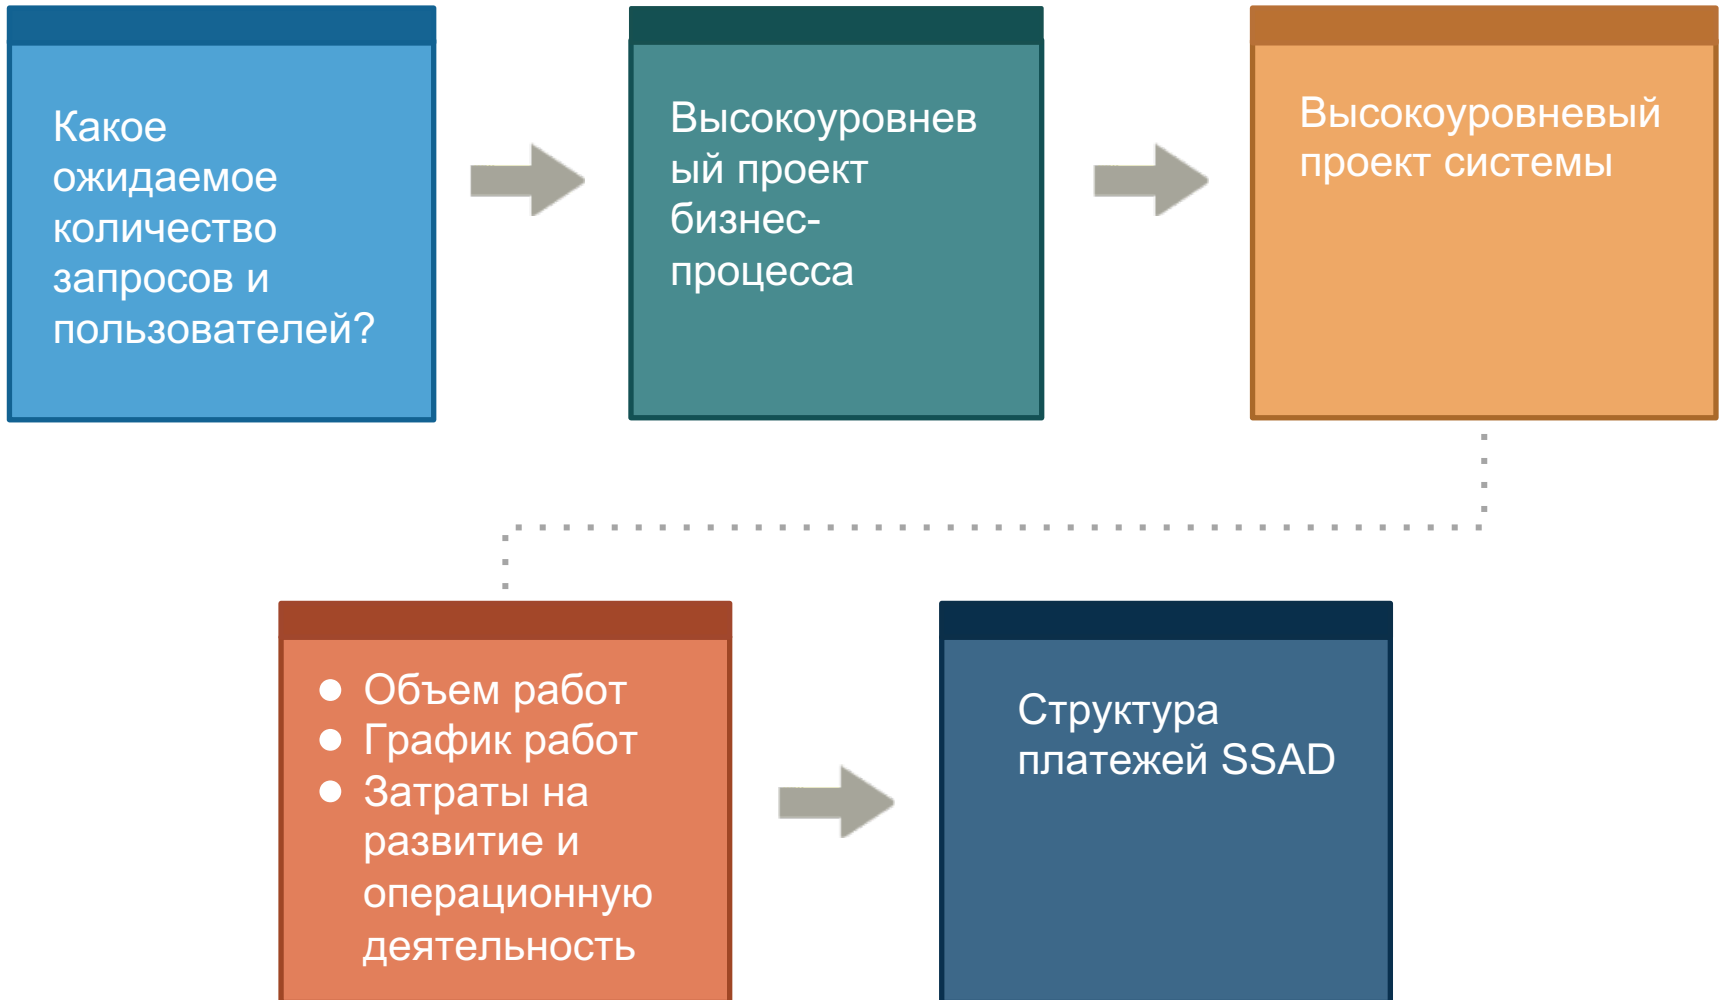 Какое
ожидаемое
количество
запросов и
пользователей?
Высокоуровнев
ый проект
бизнес-
процесса
Высокоуровневый
проект системы
● Объем работ
● График работ
● Затраты на
развитие и
операционную
деятельность
Структура
платежей SSAD